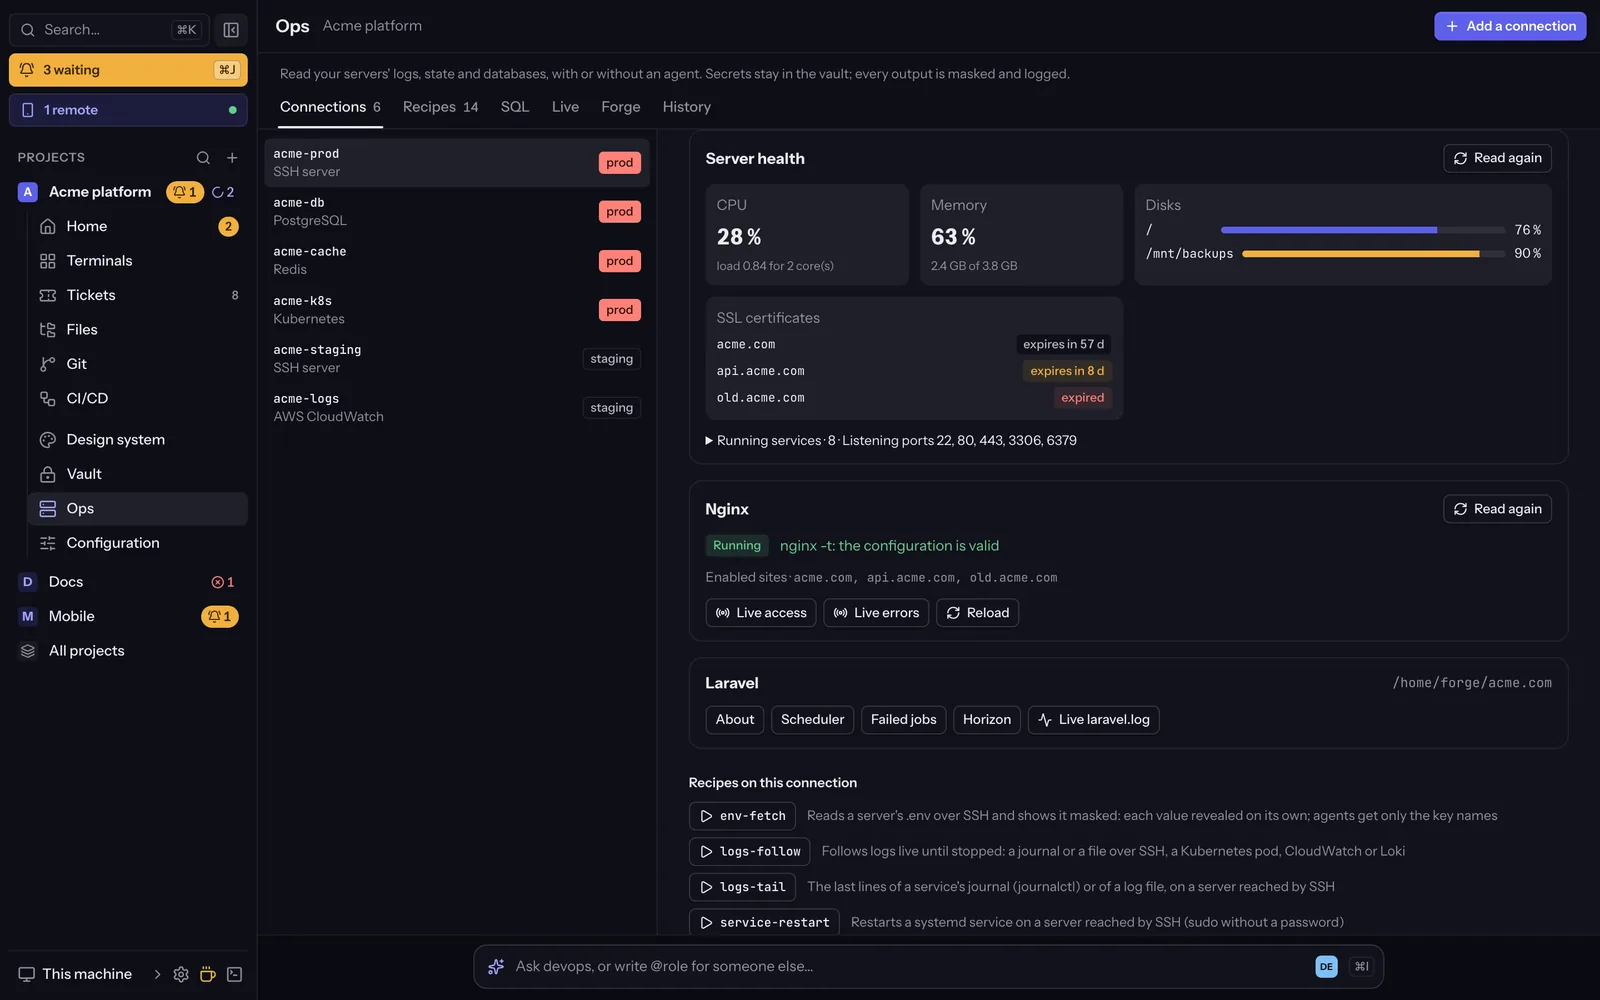 Search... ⌘K
3 waiting ⌘J
1 remote
PROJECTS
A Acme platform 1 2
Home 2
Terminals
Tickets 8
Files
Git
CI/CD
Design system
Vault
Ops
Configuration
D Docs 1
M Mobile 1
All projects
This machine
Ops Acme platform
Add a connection
Read your servers' logs, state and databases, with or without an agent. Secrets stay in the vault; every output is masked and logged.
Connections 6 Recipes 14 SQL Live Forge History
acme-prod
SSH server
prod
acme-db
PostgreSQL
prod
acme-cache
Redis
prod
acme-k8s
Kubernetes
prod
acme-staging
SSH server
staging
acme-logs
AWS CloudWatch
staging
Server health
Read again
CPU
28 %
load 0.84 for 2 core(s)
Memory
63 %
2.4 GB of 3.8 GB
Disks
/ 76 %
/mnt/backups 90 %
SSL certificates
acme.com expires in 57 d
api.acme.com expires in 8 d
old.acme.com expired
Running services · 8 · Listening ports 22, 80, 443, 3306, 6379
Nginx
Read again
Running nginx -t: the configuration is valid
Enabled sites · acme.com, api.acme.com, old.acme.com
Live access Live errors Reload
Laravel /home/forge/acme.com
About Scheduler Failed jobs Horizon Live laravel.log
Recipes on this connection
env-fetch Reads a server's .env over SSH and shows it masked: each value revealed on its own; agents get only the key names
logs-follow Follows logs live until stopped: a journal or a file over SSH, a Kubernetes pod, CloudWatch or Loki
logs-tail The last lines of a service's journal (journalctl) or of a log file, on a server reached by SSH
service-restart Restarts a systemd service on a server reached by SSH (sudo without a password)
Ask devops, or write @role for someone else... DE ⌘I